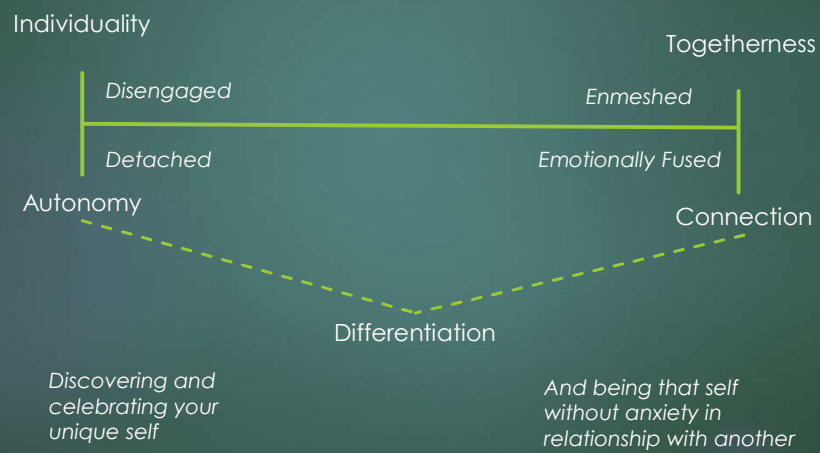 Individuality
Togetherness
Disengaged
Enmeshed
Detached
Emotionally Fused
Autonomy
Connection
Differentiation
Discovering and
celebrating your
unique self
And being that self
without anxiety in
relationship with another